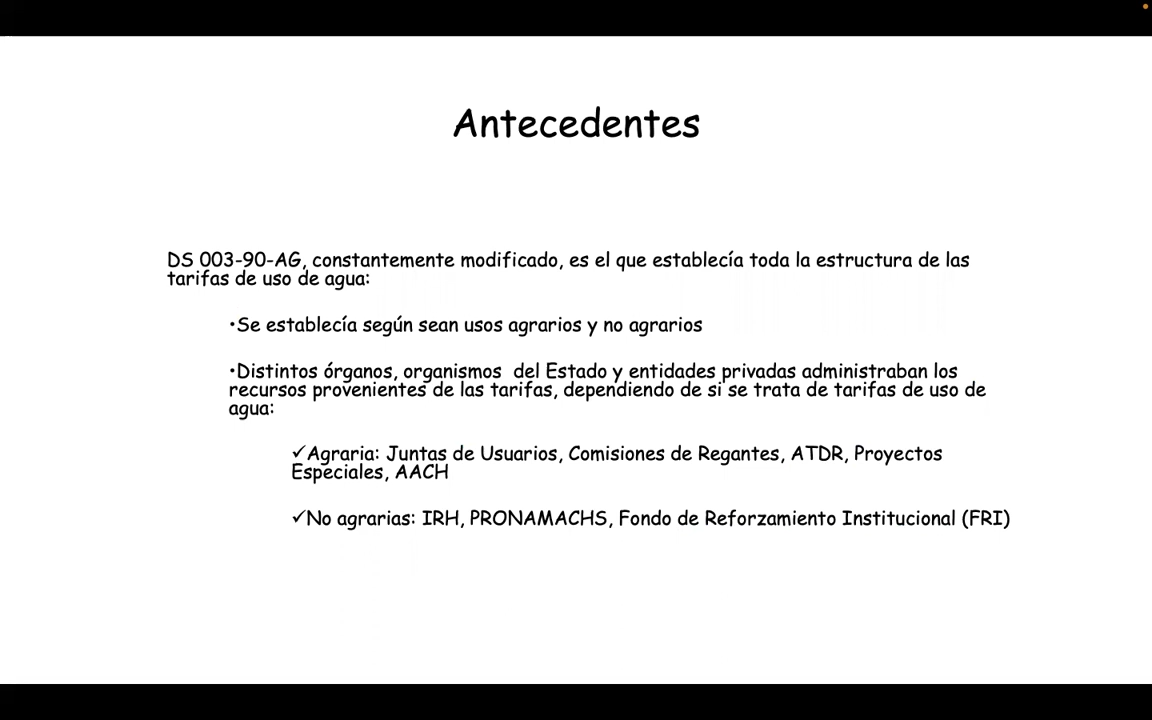 Antecedentes
DS 003-90-AG, constantemente modificado, es el que establecía toda la estructura de las
tarifas de uso de agua:
•Se establecía según sean usos agrarios y no agrarios
•Distintos órganos, organismos  del Estado y entidades privadas administraban los
recursos provenientes de las tarifas, dependiendo de si se trata de tarifas de uso de
agua:
✓Agraria: Juntas de Usuarios, Comisiones de Regantes, ATDR, Proyectos
Especiales, AACH
✓No agrarias: IRH, PRONAMACHS, Fondo de Reforzamiento Institucional (FRI)